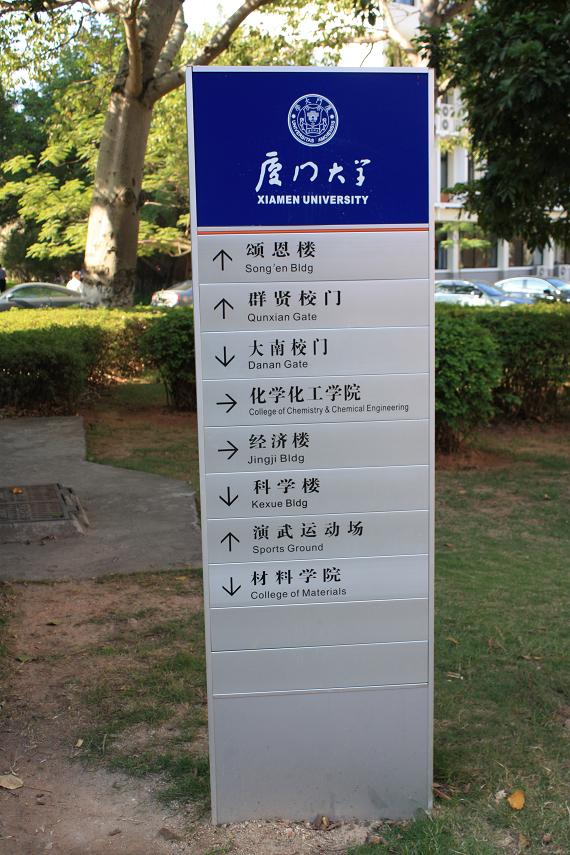 厦门大学
XIAMEN UNIVERSITY
↑ 颂恩楼
Song'en Bldg
↑ 群贤校门
Qunxian Gate
↓ 大南校门
Danan Gate
→ 化学化工学院
College of Chemistry & Chemical Engineering
→ 经济楼
Jingji Bldg
↓ 科学楼
Kexue Bldg
↑ 演武运动场
Sports Ground
↓ 材料学院
College of Materials